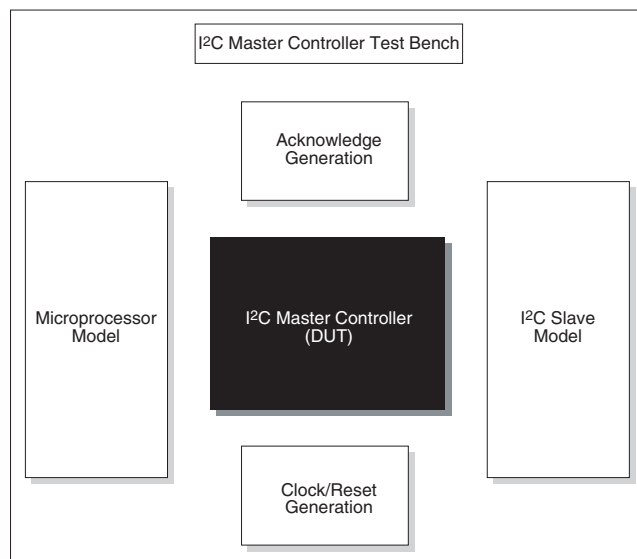 I²C Master Controller Test Bench
Acknowledge
Generation
Microprocessor
Model
I²C Master Controller
(DUT)
I²C Slave
Model
Clock/Reset
Generation